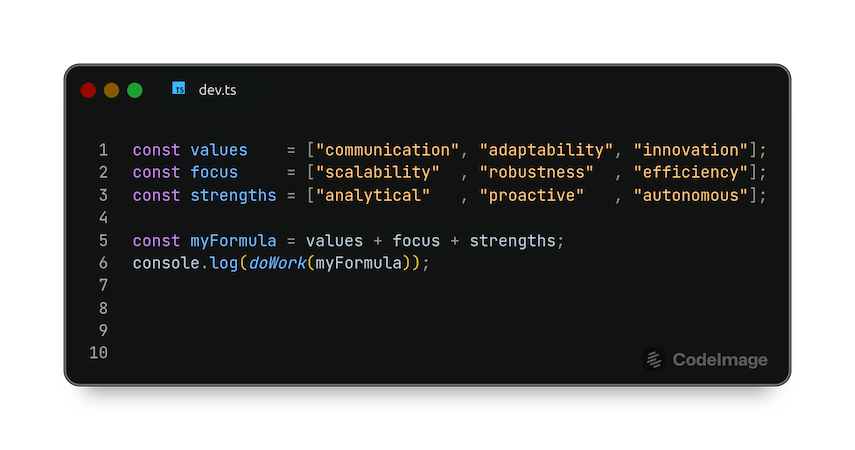 TS dev.ts
1 const values    = ["communication", "adaptability", "innovation"];
2 const focus     = ["scalability"  , "robustness"  , "efficiency"];
3 const strengths = ["analytical"   , "proactive"   , "autonomous"];
4
5 const myFormula = values + focus + strengths;
6 console.log(doWork(myFormula));
7
8
9
10
CodeImage